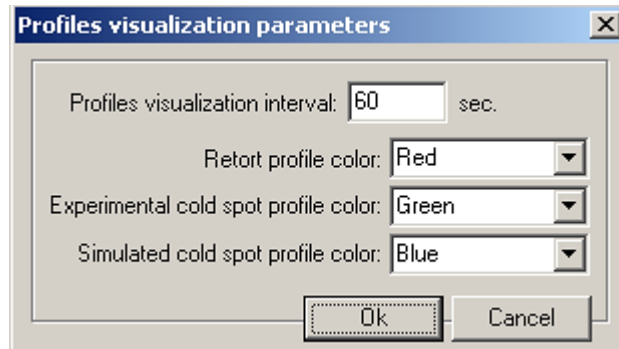 Profiles visualization parameters
Profiles visualization interval: 60 sec.
Retort profile color: Red
Experimental cold spot profile color: Green
Simulated cold spot profile color: Blue
Ok Cancel